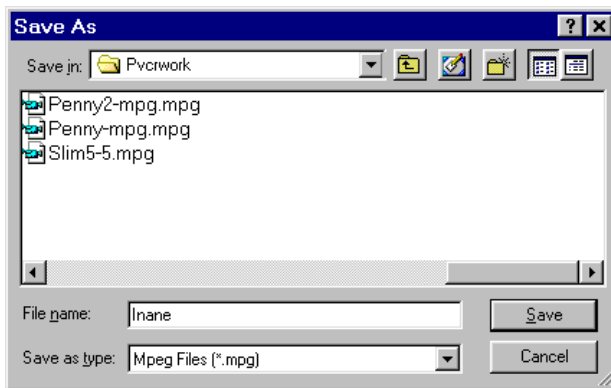 Save As
Save in: Pvcrwork
Penny2-mpg.mpg
Penny-mpg.mpg
Slim5-5.mpg
File name: Inane Save
Save as type: Mpeg Files (*.mpg) Cancel